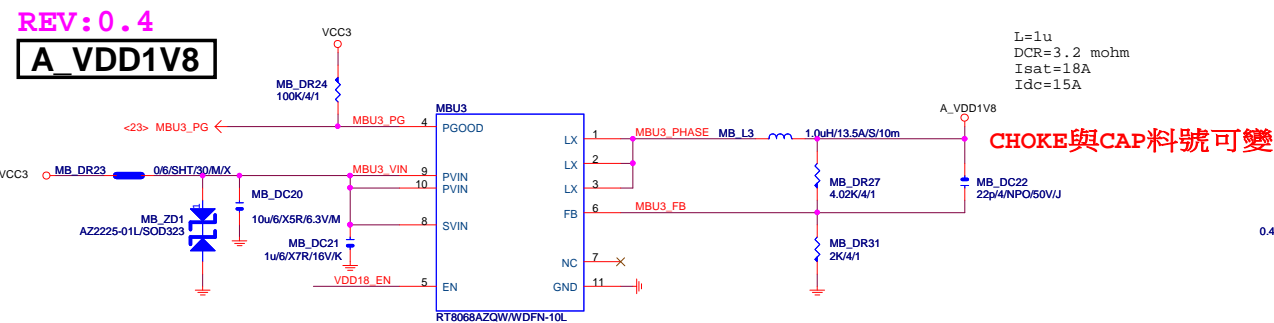 REV:0.4
A_VDD1V8
VCC3
L=1u
DCR=3.2 mohm
Isat=18A
Idc=15A
MB_DR24
100K/4/1
MBU3
A_VDD1V8
<23> MBU3_PG
MBU3_PG
4
PGOOD
LX
1
MBU3_PHASE
MB_L3
1.0uH/13.5A/S/10m
CHOKE與CAP料號可變
LX
2
VCC3
MB_DR23
0/6/SHT/30/M/X
MBU3_VIN
9
PVIN
10
PVIN
LX
3
MB_DR27
4.02K/4/1
MB_DC22
22p/4/NPO/50V/J
1
MB_DC20
10u/6/X5R/6.3V/M
MB_ZD1
AZ2225-01L/SOD323
8
SVIN
FB
6
MBU3_FB
0.4
MB_DC21
1u/6/X7R/16V/K
MB_DR31
2K/4/1
NC
7
VDD18_EN
5
EN
GND
11
RT8068AZQW/WDFN-10L